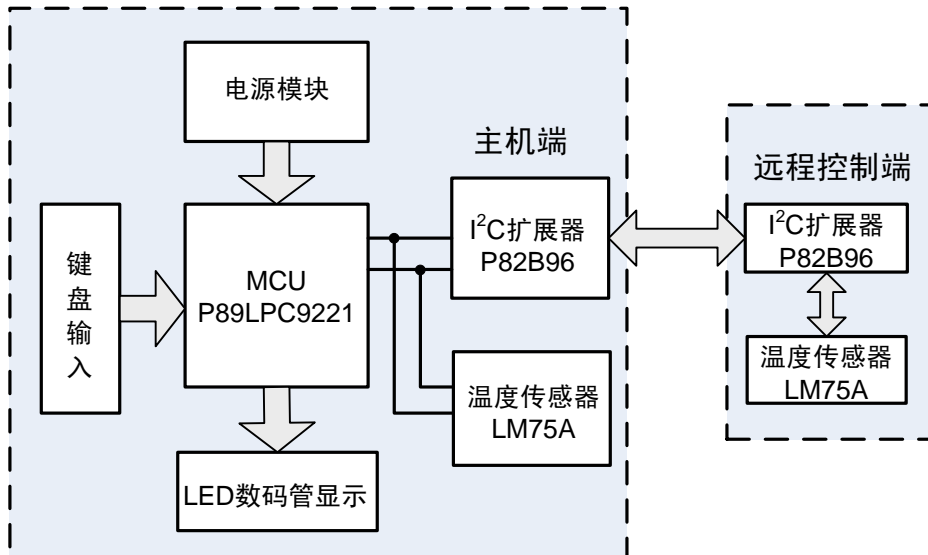 电源模块
主机端
远程控制端
键
盘
输
入
MCU
P89LPC9221
I²C扩展器
P82B96
I²C扩展器
P82B96
温度传感器
LM75A
温度传感器
LM75A
LED数码管显示